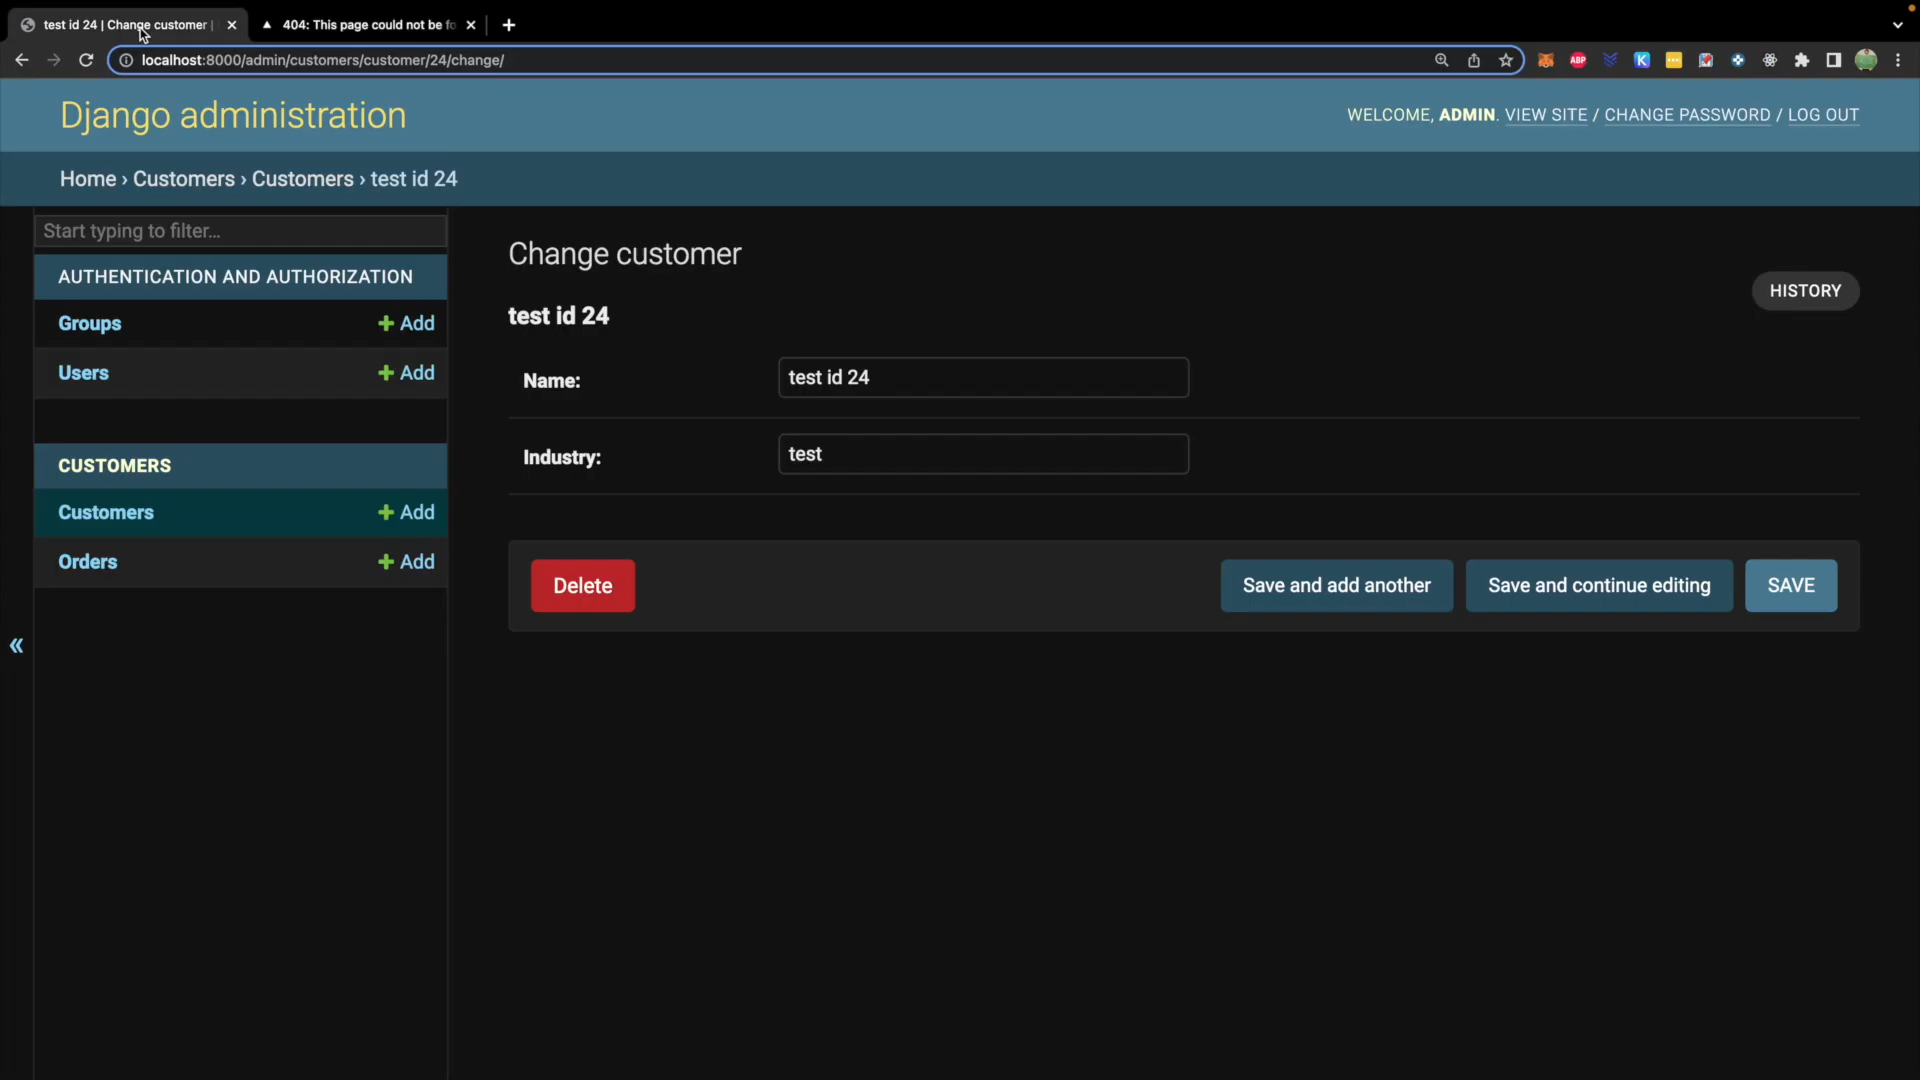 test id 24 | Change customer |
404: This page could not be fo
localhost:8000/admin/customers/customer/24/change/
ABP
K
Django administration
WELCOME, ADMIN. VIEW SITE / CHANGE PASSWORD / LOG OUT
Home › Customers › Customers › test id 24
Start typing to filter...
AUTHENTICATION AND AUTHORIZATION
Groups + Add
Users + Add
CUSTOMERS
Customers + Add
Orders + Add
«
Change customer
HISTORY
test id 24
Name: test id 24
Industry: test
Delete
Save and add another
Save and continue editing
SAVE